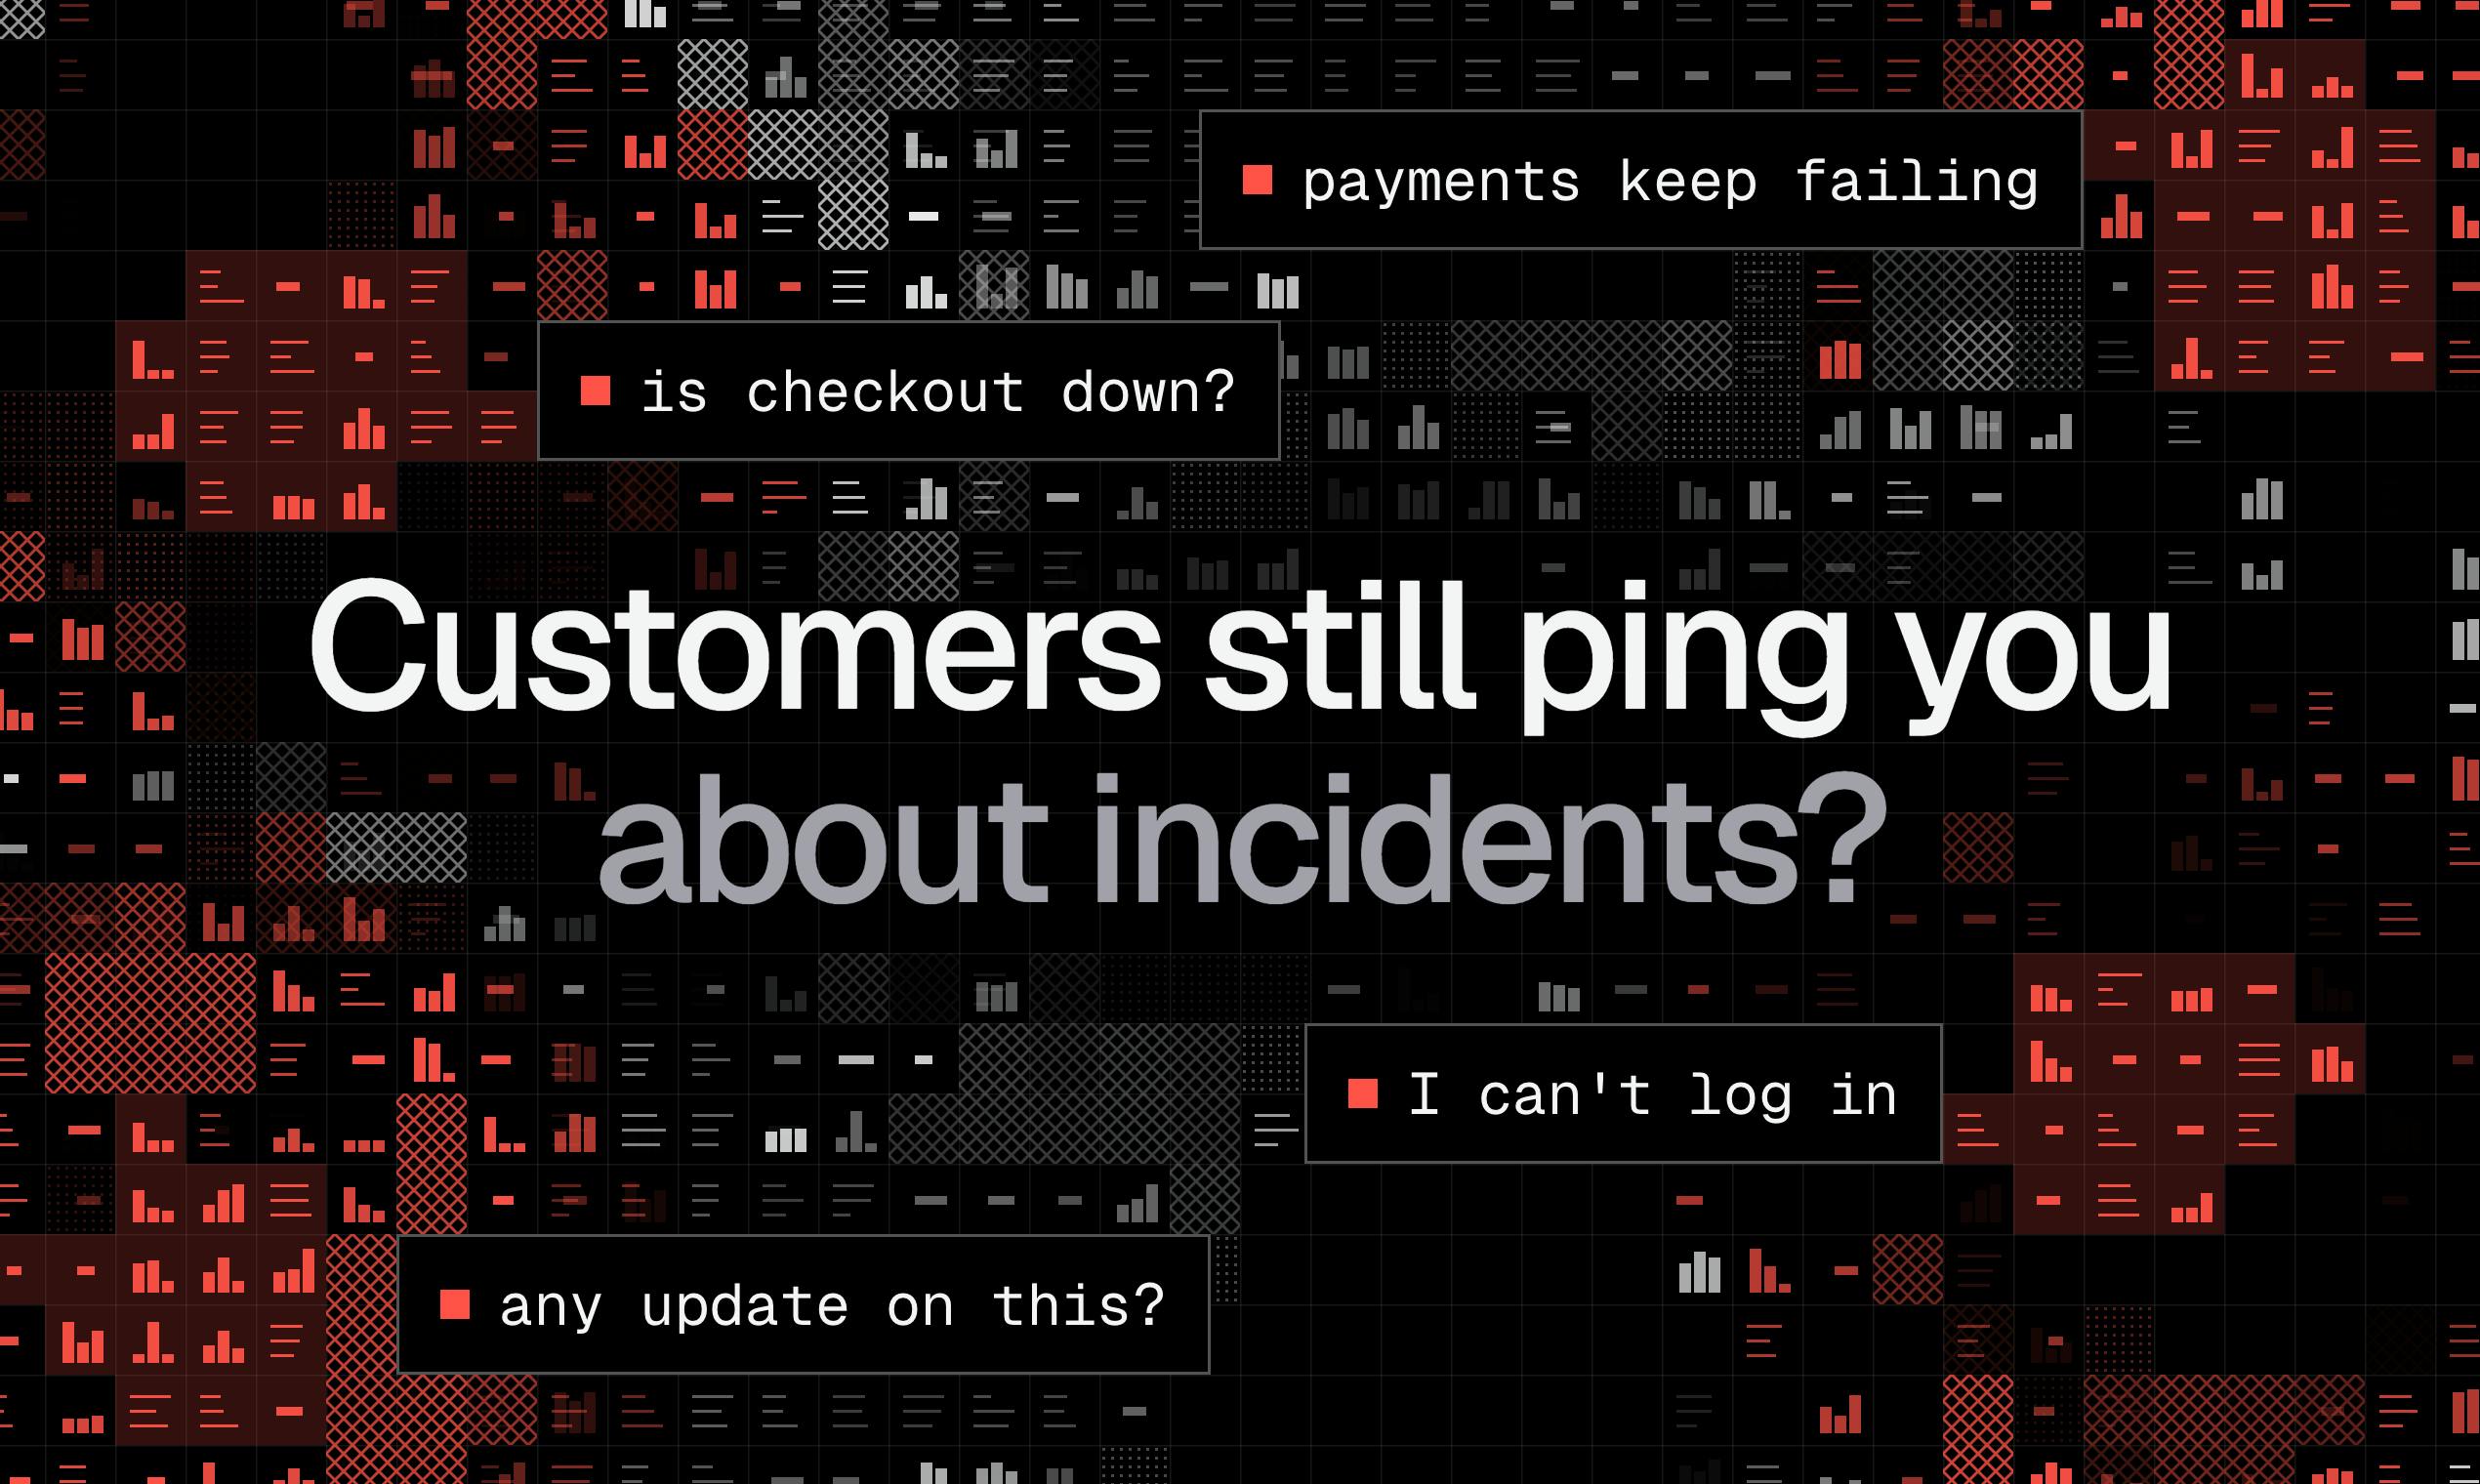 payments keep failing
is checkout down?
Customers still ping you
about incidents?
I can't log in
any update on this?